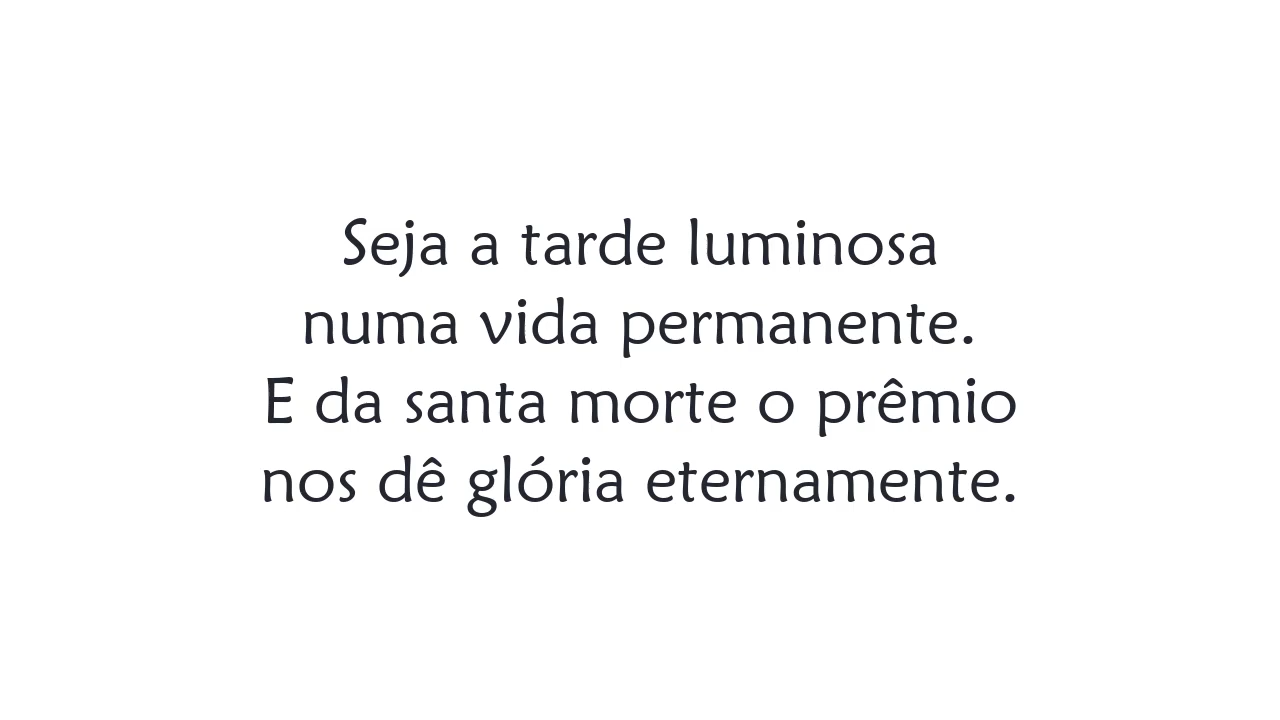 Seja a tarde luminosa
numa vida permanente.
E da santa morte o prêmio
nos dê glória eternamente.